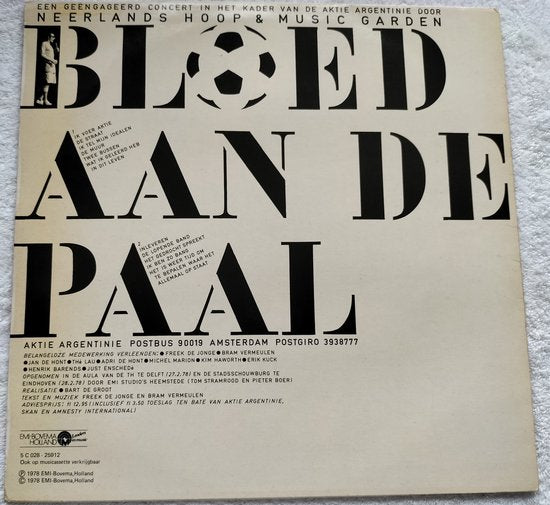 EEN GEËNGAGEERD CONCERT IN HET KADER VAN DE AKTIE ARGENTINIE DOOR
NEERLANDS HOOP & MUSIC GARDEN
BLOED
AAN DE
PAAL
1
IK VOER AKTIE
DE STRAAT
IK TEL MIJN IDEALEN
DE MUUR
TWEE BUSSEN
WAT IK GELEERD HEB
IN DIT LEVEN
2
INLEVEREN
DE LOPENDE BAND
HET GEDROCHT SPREEKT
IK BEN ZO BANG
HET IS WEER TIJD OM
TE BEPALEN WAAR HET
ALLEMAAL OP STAAT
AKTIE ARGENTINIE POSTBUS 90019 AMSTERDAM POSTGIRO 3938777
BELANGELOZE MEDEWERKING VERLEENDEN: ● FREEK DE JONGE ● BRAM VERMEULEN
● JAN DE HONT ● Thé LAU ● ADRI DE HONT ● MICHEL MARION ● KIM HAWORTH ● ERIK KUCK
● HENRIK BARENDS ● JUST ENSCHEDé
OPGENOMEN IN DE AULA VAN DE TH TE DELFT (27.2.78) EN DE STADSSCHOUWBURG TE
EINDHOVEN (28.2.78) DOOR EMI STUDIO'S HEEMSTEDE (TOM STRAMROOD EN PIETER BOER)
REALISATIE ● BART DE GROOT
TEKST EN MUZIEK FREEK DE JONGE EN BRAM VERMEULEN
ADVIESPRIJS: fl 12.95 (INCLUSIEF fl 3.50 TOESLAG TEN BATE VAN AKTIE ARGENTINIE,
SKAN EN AMNESTY INTERNATIONAL)
EMI-BOVEMA
HOLLAND
5 C 028 - 25912
Ook op musicassette verkrijgbaar
Ⓟ 1978 EMI-Bovema, Holland
© 1978 EMI-Bovema, Holland